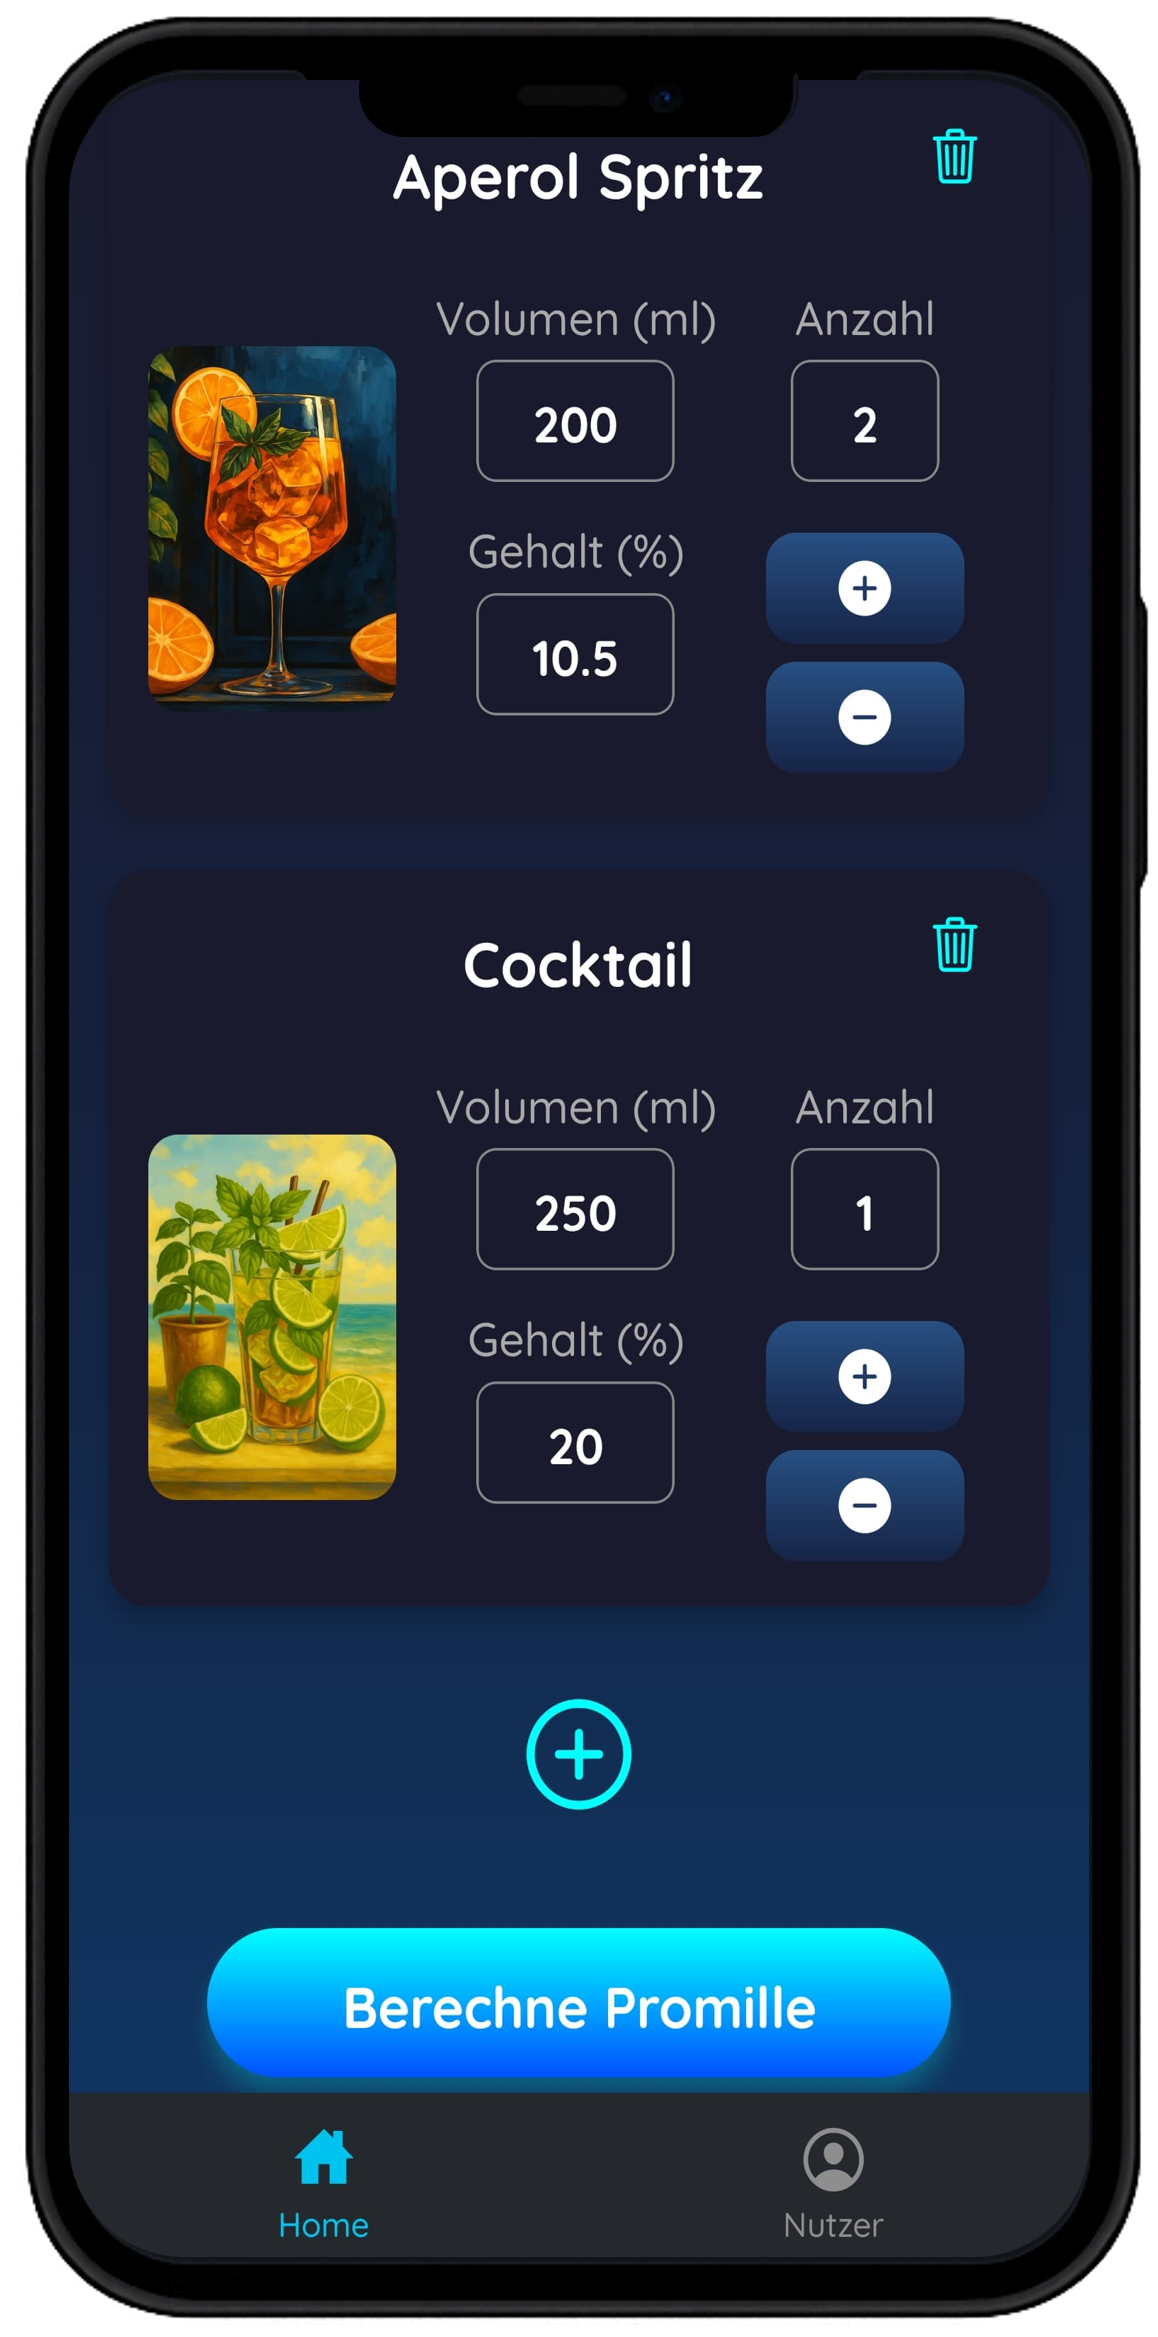 Aperol Spritz
Volumen (ml) Anzahl
200 2
Gehalt (%)
10.5
Cocktail
Volumen (ml) Anzahl
250 1
Gehalt (%)
20
Berechne Promille
Home Nutzer